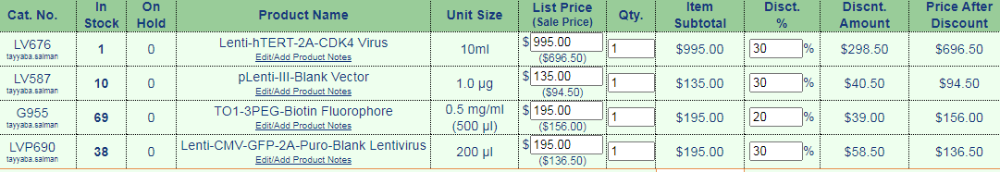 Cat. No. In Stock On Hold Product Name Unit Size List Price (Sale Price) Qty. Item Subtotal Disct. % Discnt. Amount Price After Discount
LV676 1 0 Lenti-hTERT-2A-CDK4 Virus 10ml $ 995.00 1 $995.00 30 % $298.50 $696.50
tayyaba.salman Edit/Add Product Notes ($696.50)
LV587 10 0 pLenti-III-Blank Vector 1.0 µg $ 135.00 1 $135.00 30 % $40.50 $94.50
tayyaba.salman Edit/Add Product Notes ($94.50)
G955 69 0 TO1-3PEG-Biotin Fluorophore 0.5 mg/ml $ 195.00 1 $195.00 20 % $39.00 $156.00
tayyaba.salman Edit/Add Product Notes (500 µl) ($156.00)
LVP690 38 0 Lenti-CMV-GFP-2A-Puro-Blank Lentivirus 200 µl $ 195.00 1 $195.00 30 % $58.50 $136.50
tayyaba.salman Edit/Add Product Notes ($136.50)